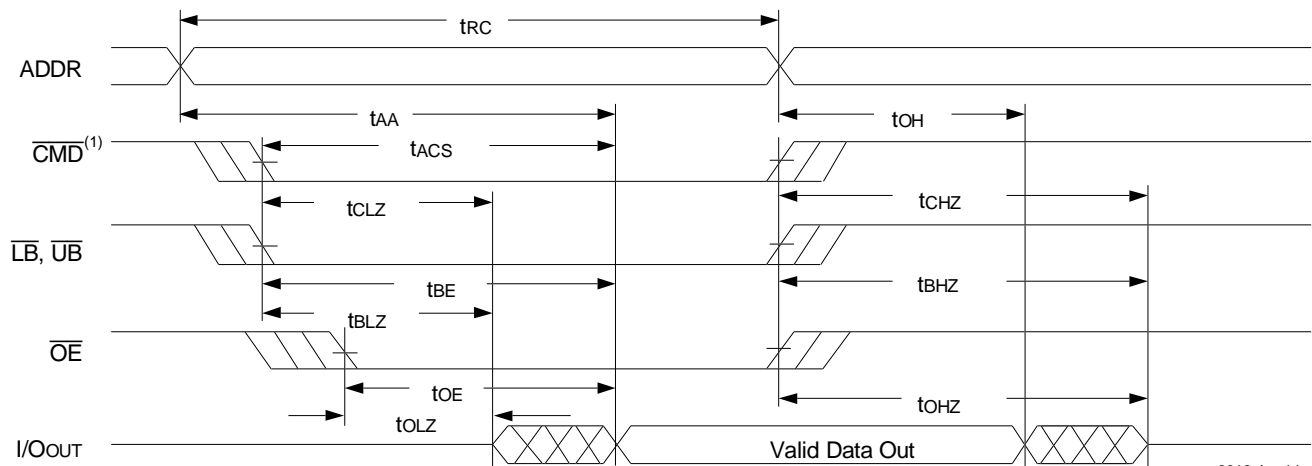 tRC
ADDR
tAA
tOH
CMD(1)
tACS
tCLZ
tCHZ
LB, UB
tBE
tBHZ
tBLZ
OE
tOE
tOHZ
tOLZ
I/OOUT
Valid Data Out